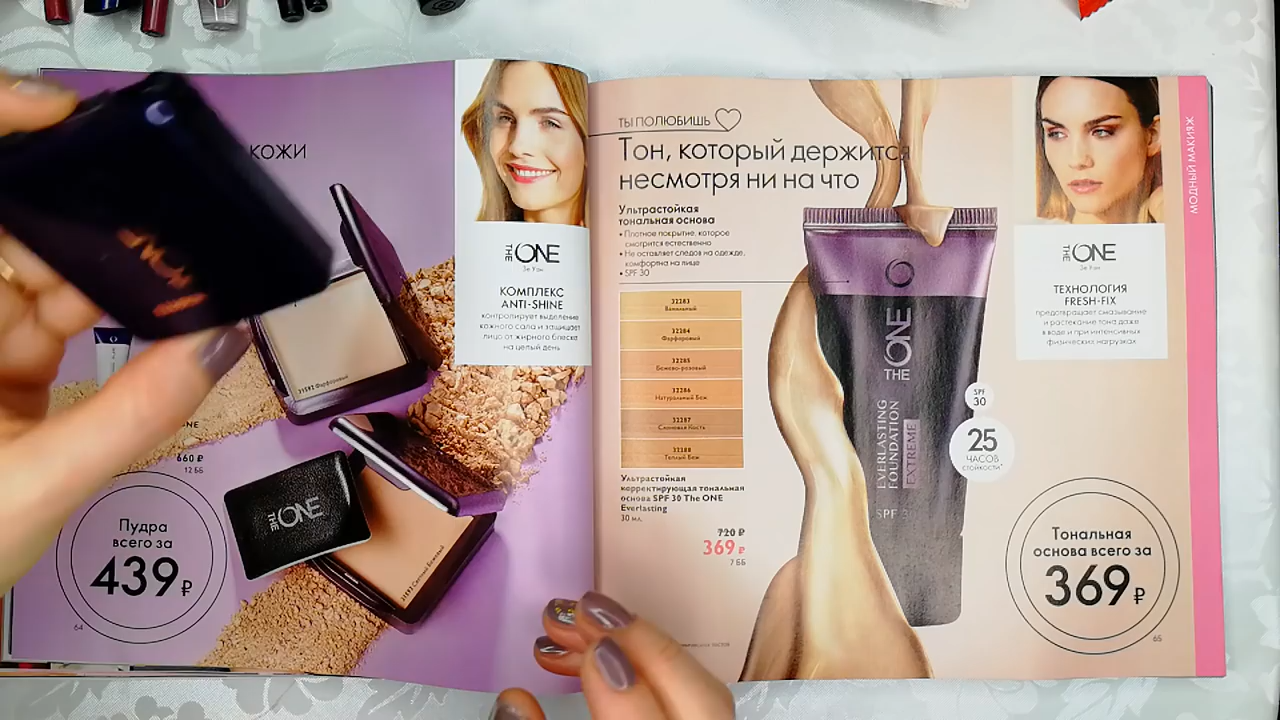 КОЖИ
THE ONE
Зе Уан
КОМПЛЕКС
ANTI-SHINE
контролирует выделение
кожного сала и защищает
лицо от жирного блеска
на целый день
Фарфоровый
THE ONE
Светлый Бежевый
660 ₽
12 ББ
Пудра
всего за
439 ₽
64
ТЫ ПОЛЮБИШЬ
Тон, который держится
несмотря ни на что
Ультрастойкая
тональная основа
• Плотное покрытие, которое
смотрится естественно
• Не оставляет следов на одежде,
комфортна на лице
• SPF 30
32283
Ванильный
32284
Фарфоровый
32285
Бежево-розовый
32286
Натуральный Беж
32287
Слоновая Кость
32288
Теплый Беж
Ультрастойкая
корректирующая тональная
основа SPF 30 The ONE
Everlasting
30 мл.
720 ₽
369 ₽
7 ББ
THE ONE
EVERLASTING
FOUNDATION
EXTREME
SPF
SPF
30
25
ЧАСОВ
СТОЙКОСТИ*
THE ONE
Зе Уан
ТЕХНОЛОГИЯ
FRESH-FIX
предотвращает смазывание
и растекание тона даже
в воде и при интенсивных
физических нагрузках
Тональная
основа всего за
369 ₽
65
МОДНЫЙ МАКИЯЖ